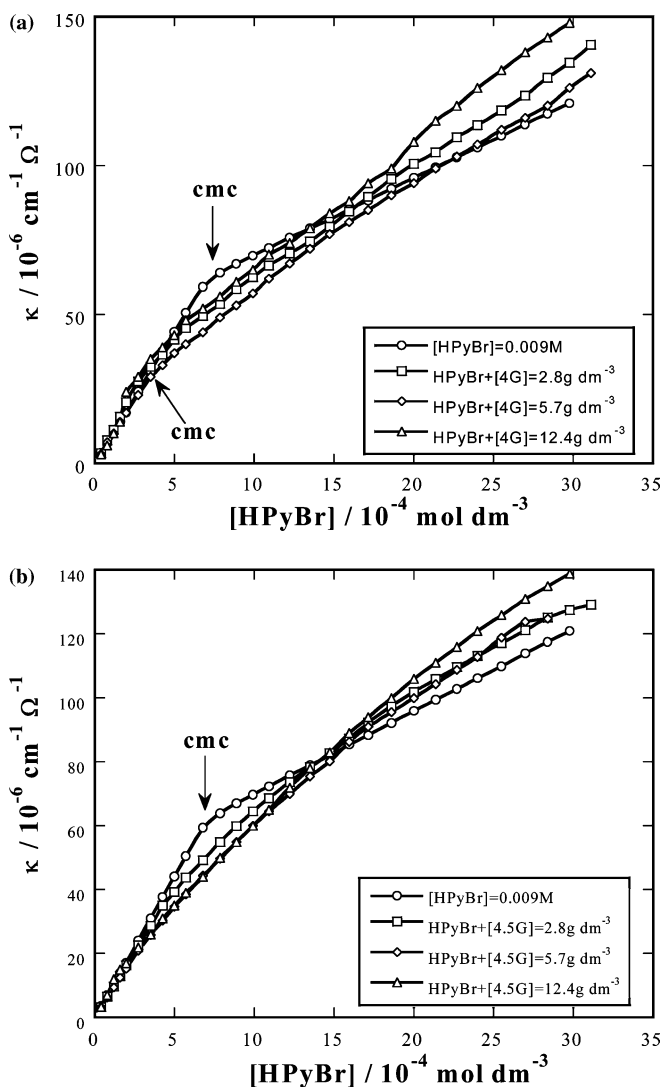 (a)
150
100
50
0
κ / 10⁻⁶ cm⁻¹ Ω⁻¹
cmc
cmc
[HPyBr]=0.009M
HPyBr+[4G]=2.8g dm⁻³
HPyBr+[4G]=5.7g dm⁻³
HPyBr+[4G]=12.4g dm⁻³
0 5 10 15 20 25 30 35
[HPyBr] / 10⁻⁴ mol dm⁻³
(b)
140
120
100
80
60
40
20
0
κ / 10⁻⁶ cm⁻¹ Ω⁻¹
cmc
[HPyBr]=0.009M
HPyBr+[4.5G]=2.8g dm⁻³
HPyBr+[4.5G]=5.7g dm⁻³
HPyBr+[4.5G]=12.4g dm⁻³
0 5 10 15 20 25 30 35
[HPyBr] / 10⁻⁴ mol dm⁻³